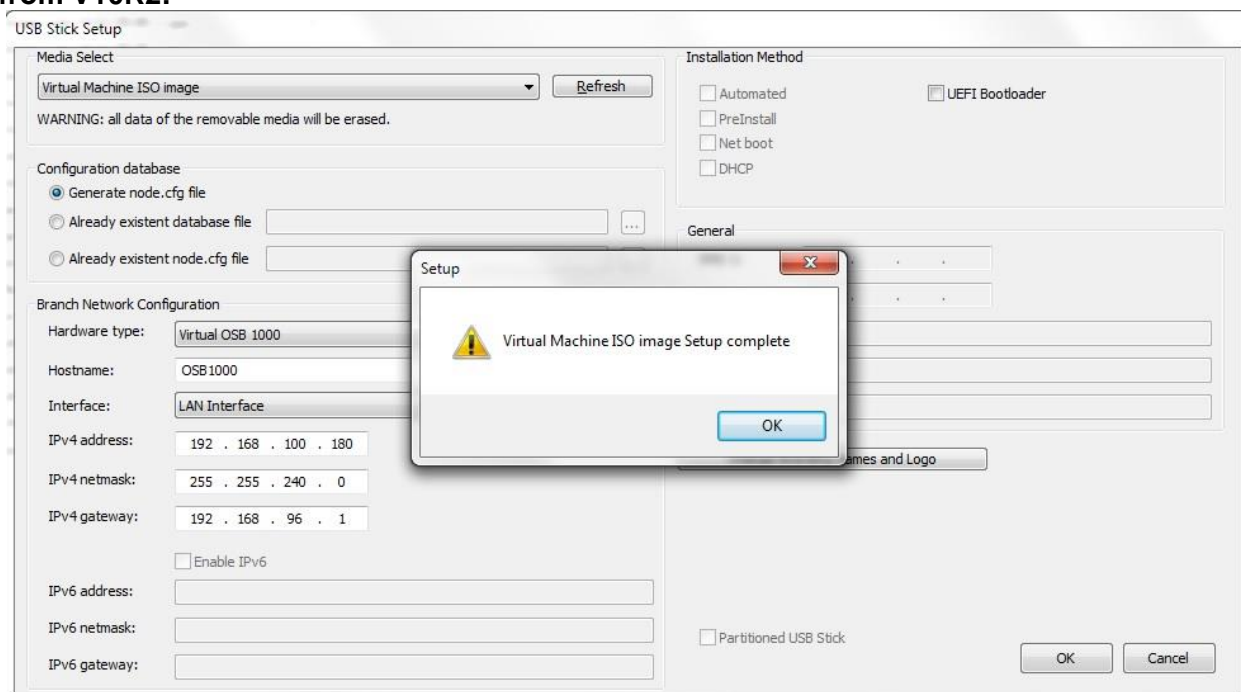 from V10R2.
USB Stick Setup
Media Select
Virtual Machine ISO image
Refresh
WARNING: all data of the removable media will be erased.
Configuration database
Generate node.cfg file
Already existent database file
...
Already existent node.cfg file
Branch Network Configuration
Hardware type: Virtual OSB 1000
Hostname: OSB1000
Interface: LAN Interface
IPv4 address: 192 . 168 . 100 . 180
IPv4 netmask: 255 . 255 . 240 . 0
IPv4 gateway: 192 . 168 . 96 . 1
Enable IPv6
IPv6 address:
IPv6 netmask:
IPv6 gateway:
Installation Method
Automated
UEFI Bootloader
PreInstall
Net boot
DHCP
General
Setup
Virtual Machine ISO image Setup complete
OK
and Logo
Partitioned USB Stick
OK
Cancel